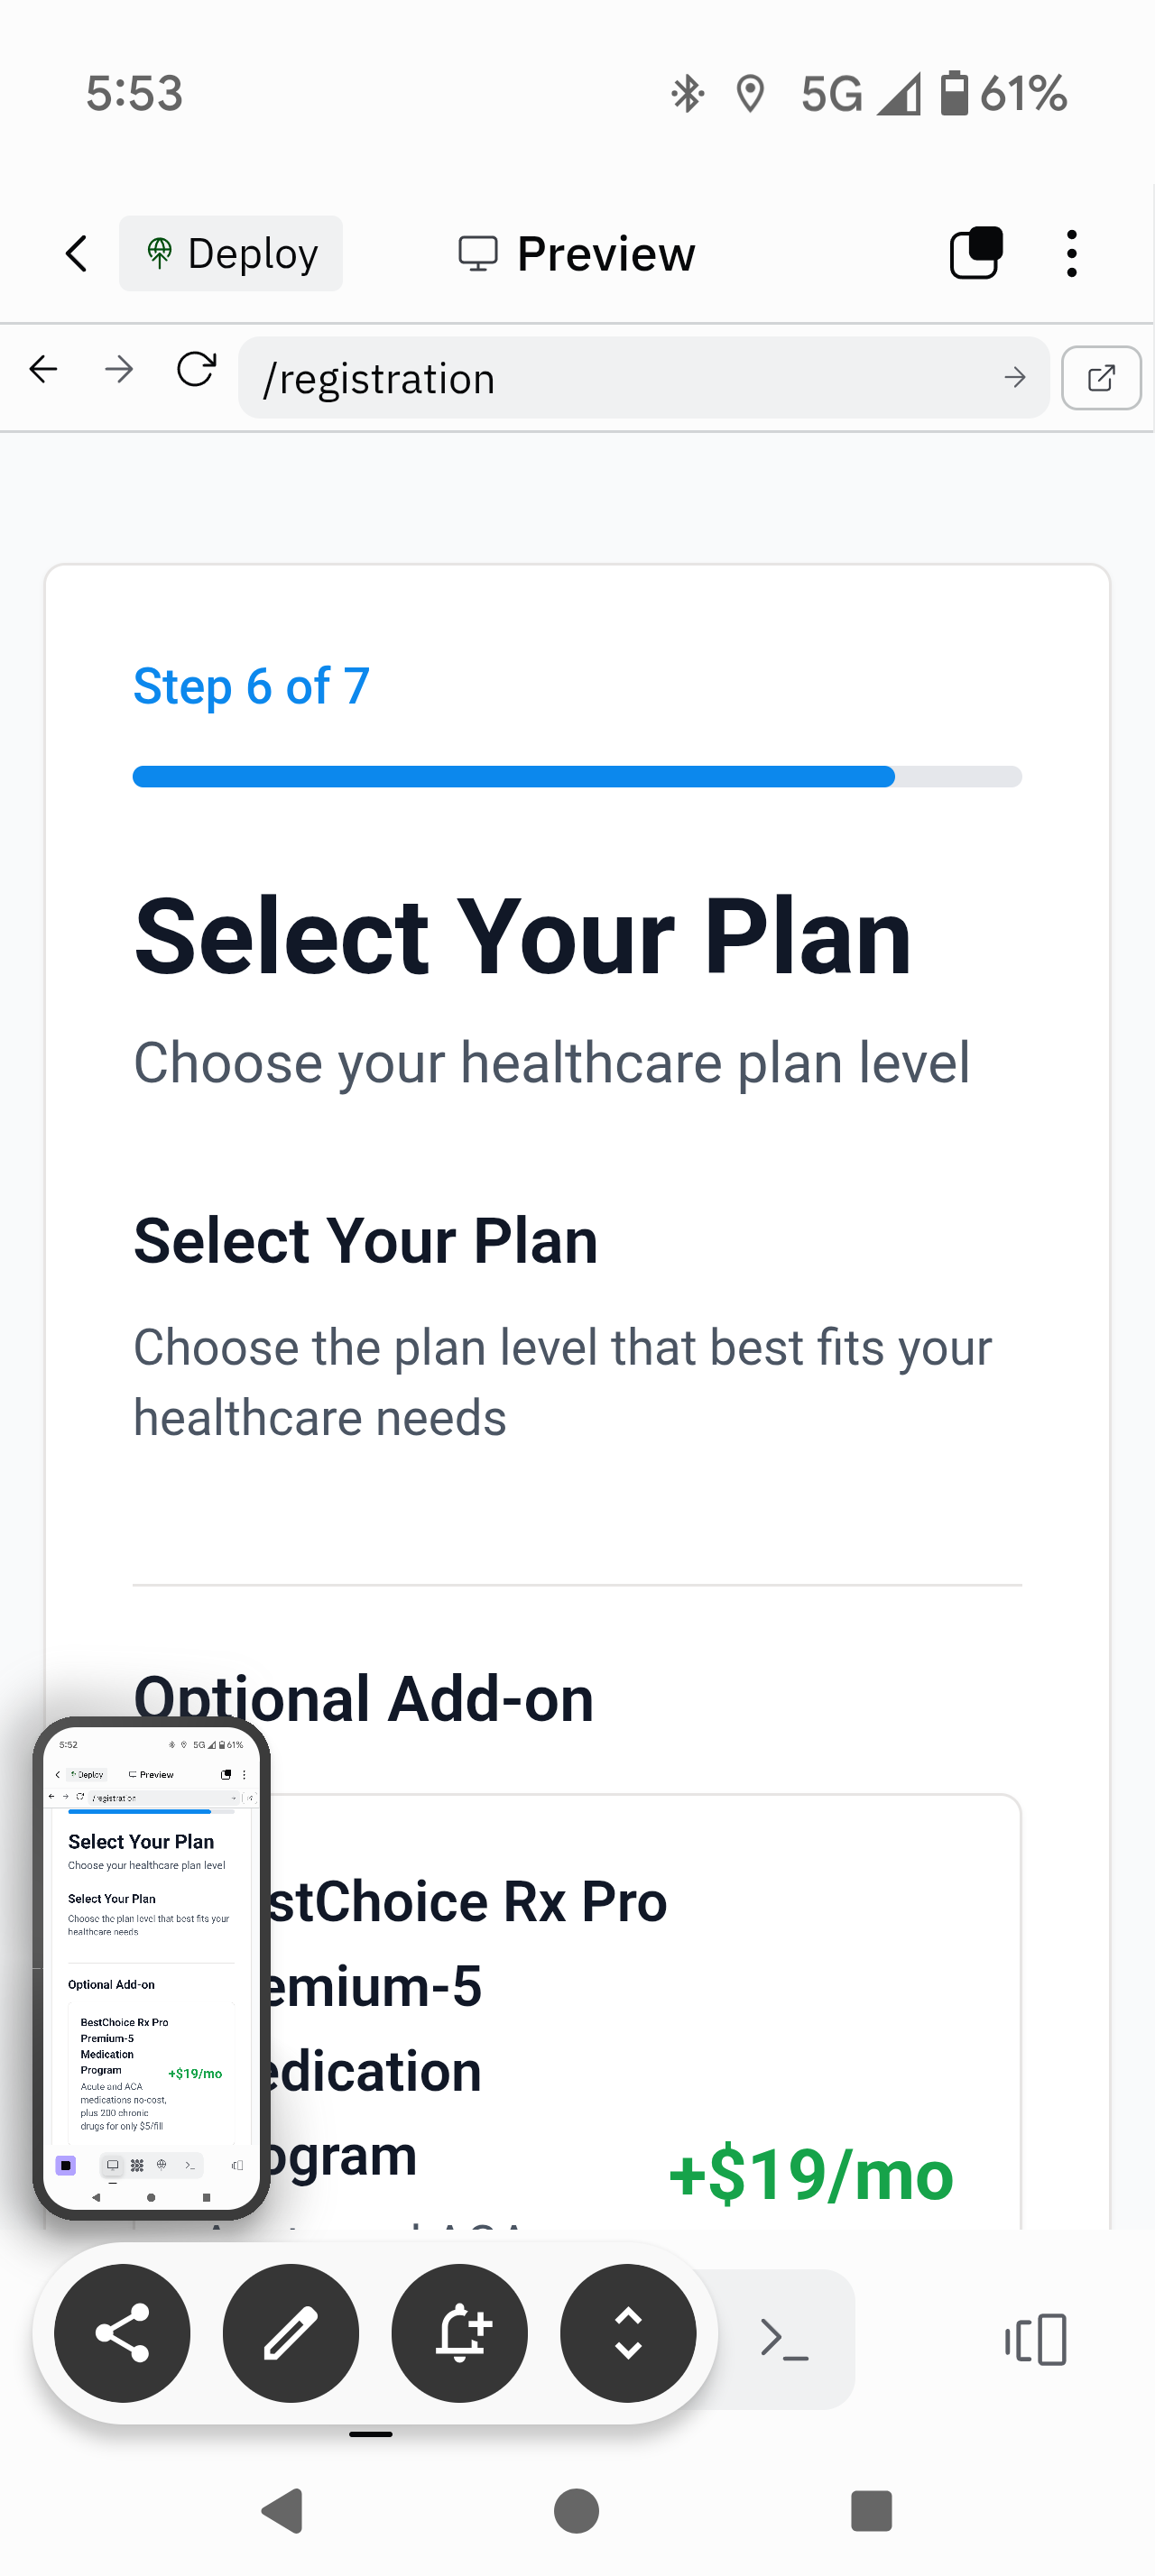 5:53 5G 61%
Deploy Preview
/registration
Step 6 of 7
Select Your Plan
Choose your healthcare plan level
Select Your Plan
Choose the plan level that best fits your
healthcare needs
Optional Add-on
stChoice Rx Pro
emium-5
edication
ogram
+$19/mo
5:52 5G 61%
Deploy Preview
/registration
Select Your Plan
Choose your healthcare plan level
Select Your Plan
Choose the plan level that best fits your
healthcare needs
Optional Add-on
BestChoice Rx Pro
Premium-5
Medication
Program
+$19/mo
Acute and ACA
medications no-cost,
plus 200 chronic
drugs for only $5/fill